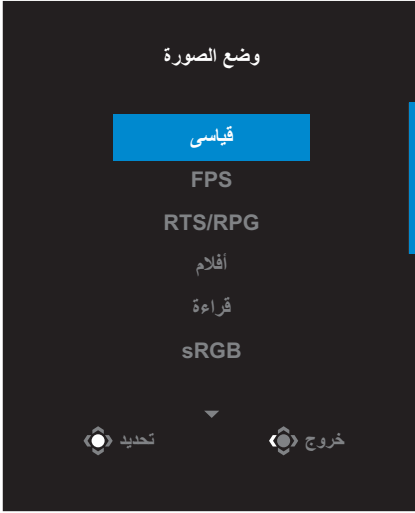 وضع الصورة
قياسى
FPS
RTS/RPG
أفلام
قراءة
sRGB
خروج تحديد